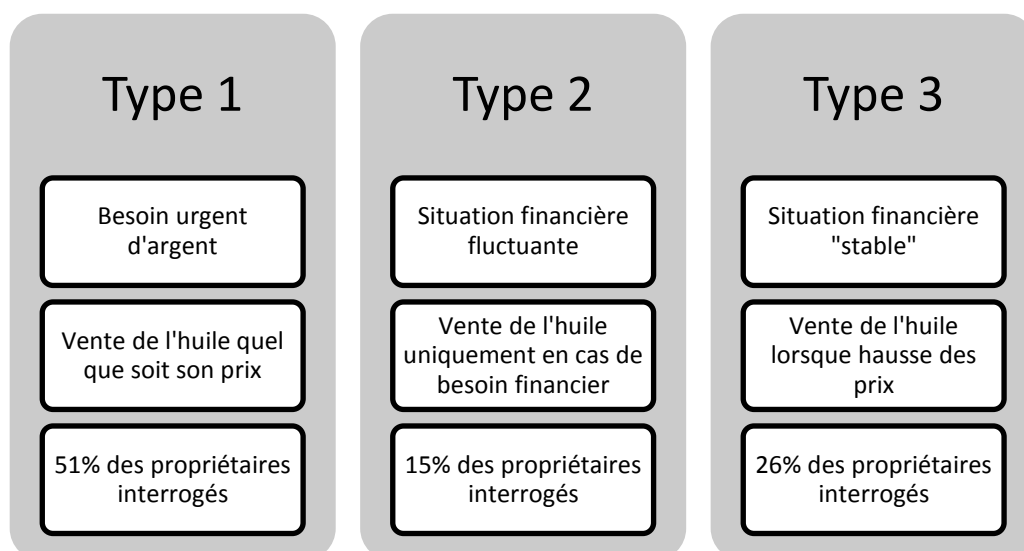 Type 1
Besoin urgent
d'argent
Vente de l'huile quel
que soit son prix
51% des propriétaires
interrogés
Type 2
Situation financière
fluctuante
Vente de l'huile
uniquement en cas de
besoin financier
15% des propriétaires
interrogés
Type 3
Situation financière
"stable"
Vente de l'huile
lorsque hausse des
prix
26% des propriétaires
interrogés